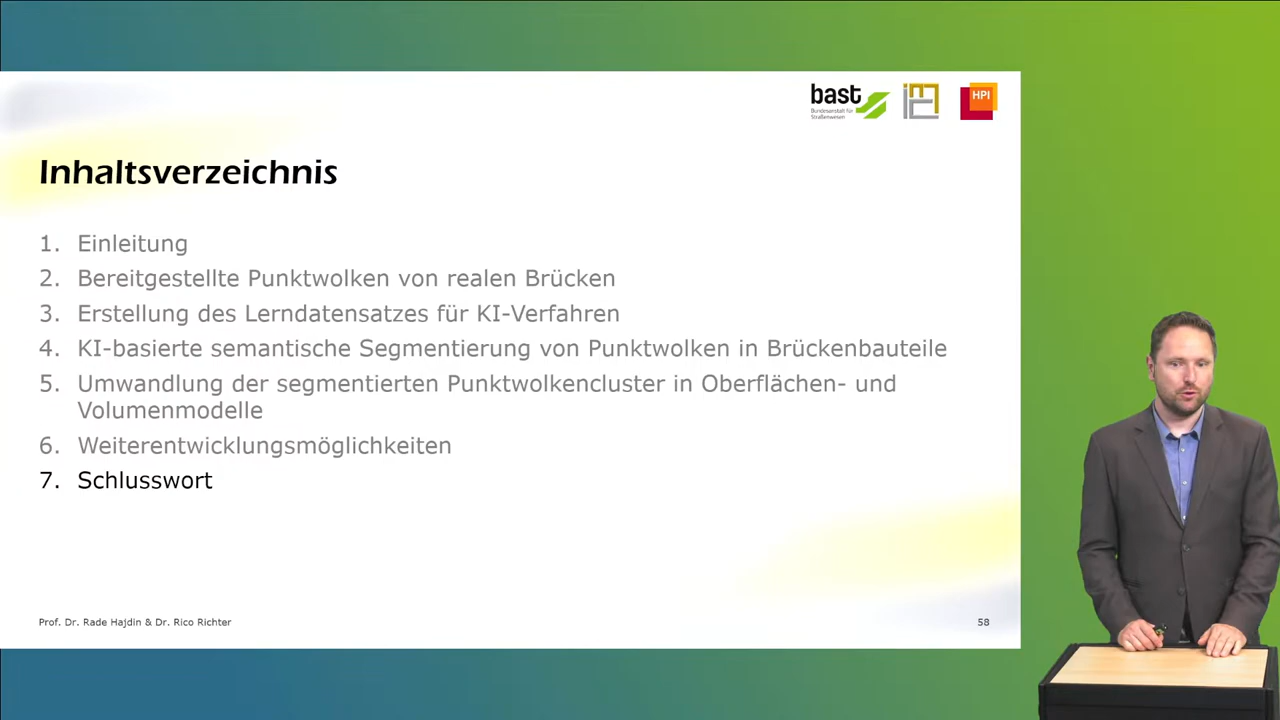 bast
Bundesanstalt für
Straßenwesen
HPI
Inhaltsverzeichnis
1. Einleitung
2. Bereitgestellte Punktwolken von realen Brücken
3. Erstellung des Lerndatensatzes für KI-Verfahren
4. KI-basierte semantische Segmentierung von Punktwolken in Brückenbauteile
5. Umwandlung der segmentierten Punktwolkencluster in Oberflächen- und
Volumenmodelle
6. Weiterentwicklungsmöglichkeiten
7. Schlusswort
Prof. Dr. Rade Hajdin & Dr. Rico Richter
58